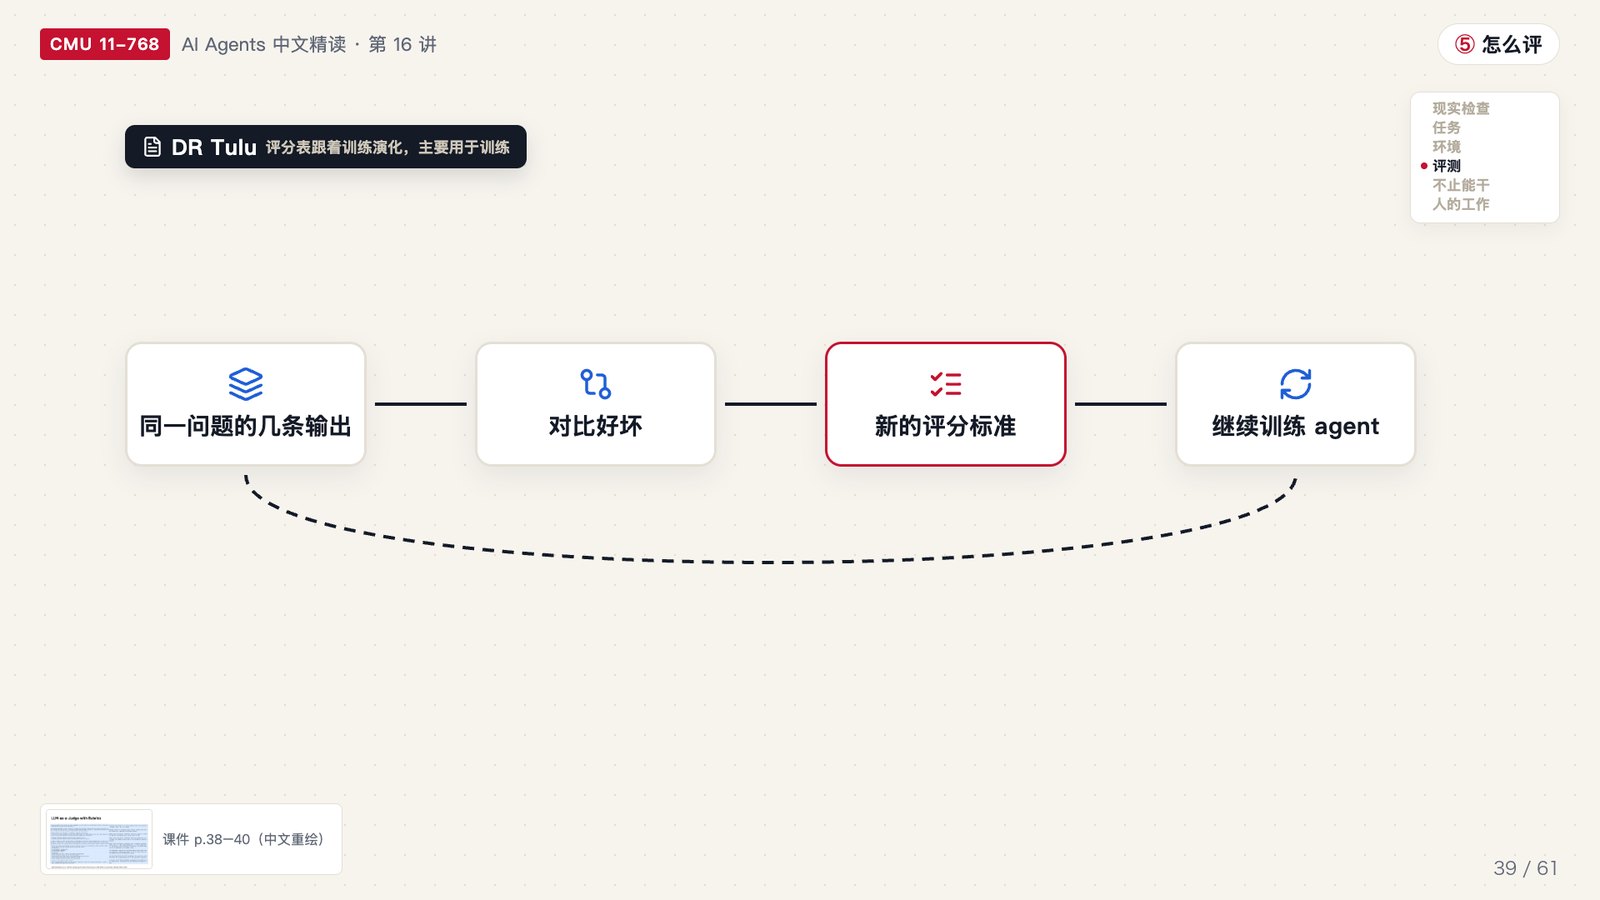 CMU 11-768 AI Agents 中文精读 · 第 16 讲
⑤ 怎么评
现实检查
任务
环境
评测
不止能干
人的工作
DR Tulu 评分表跟着训练演化，主要用于训练
同一问题的几条输出
对比好坏
新的评分标准
继续训练 agent
课件 p.38—40（中文重绘）
39 / 61